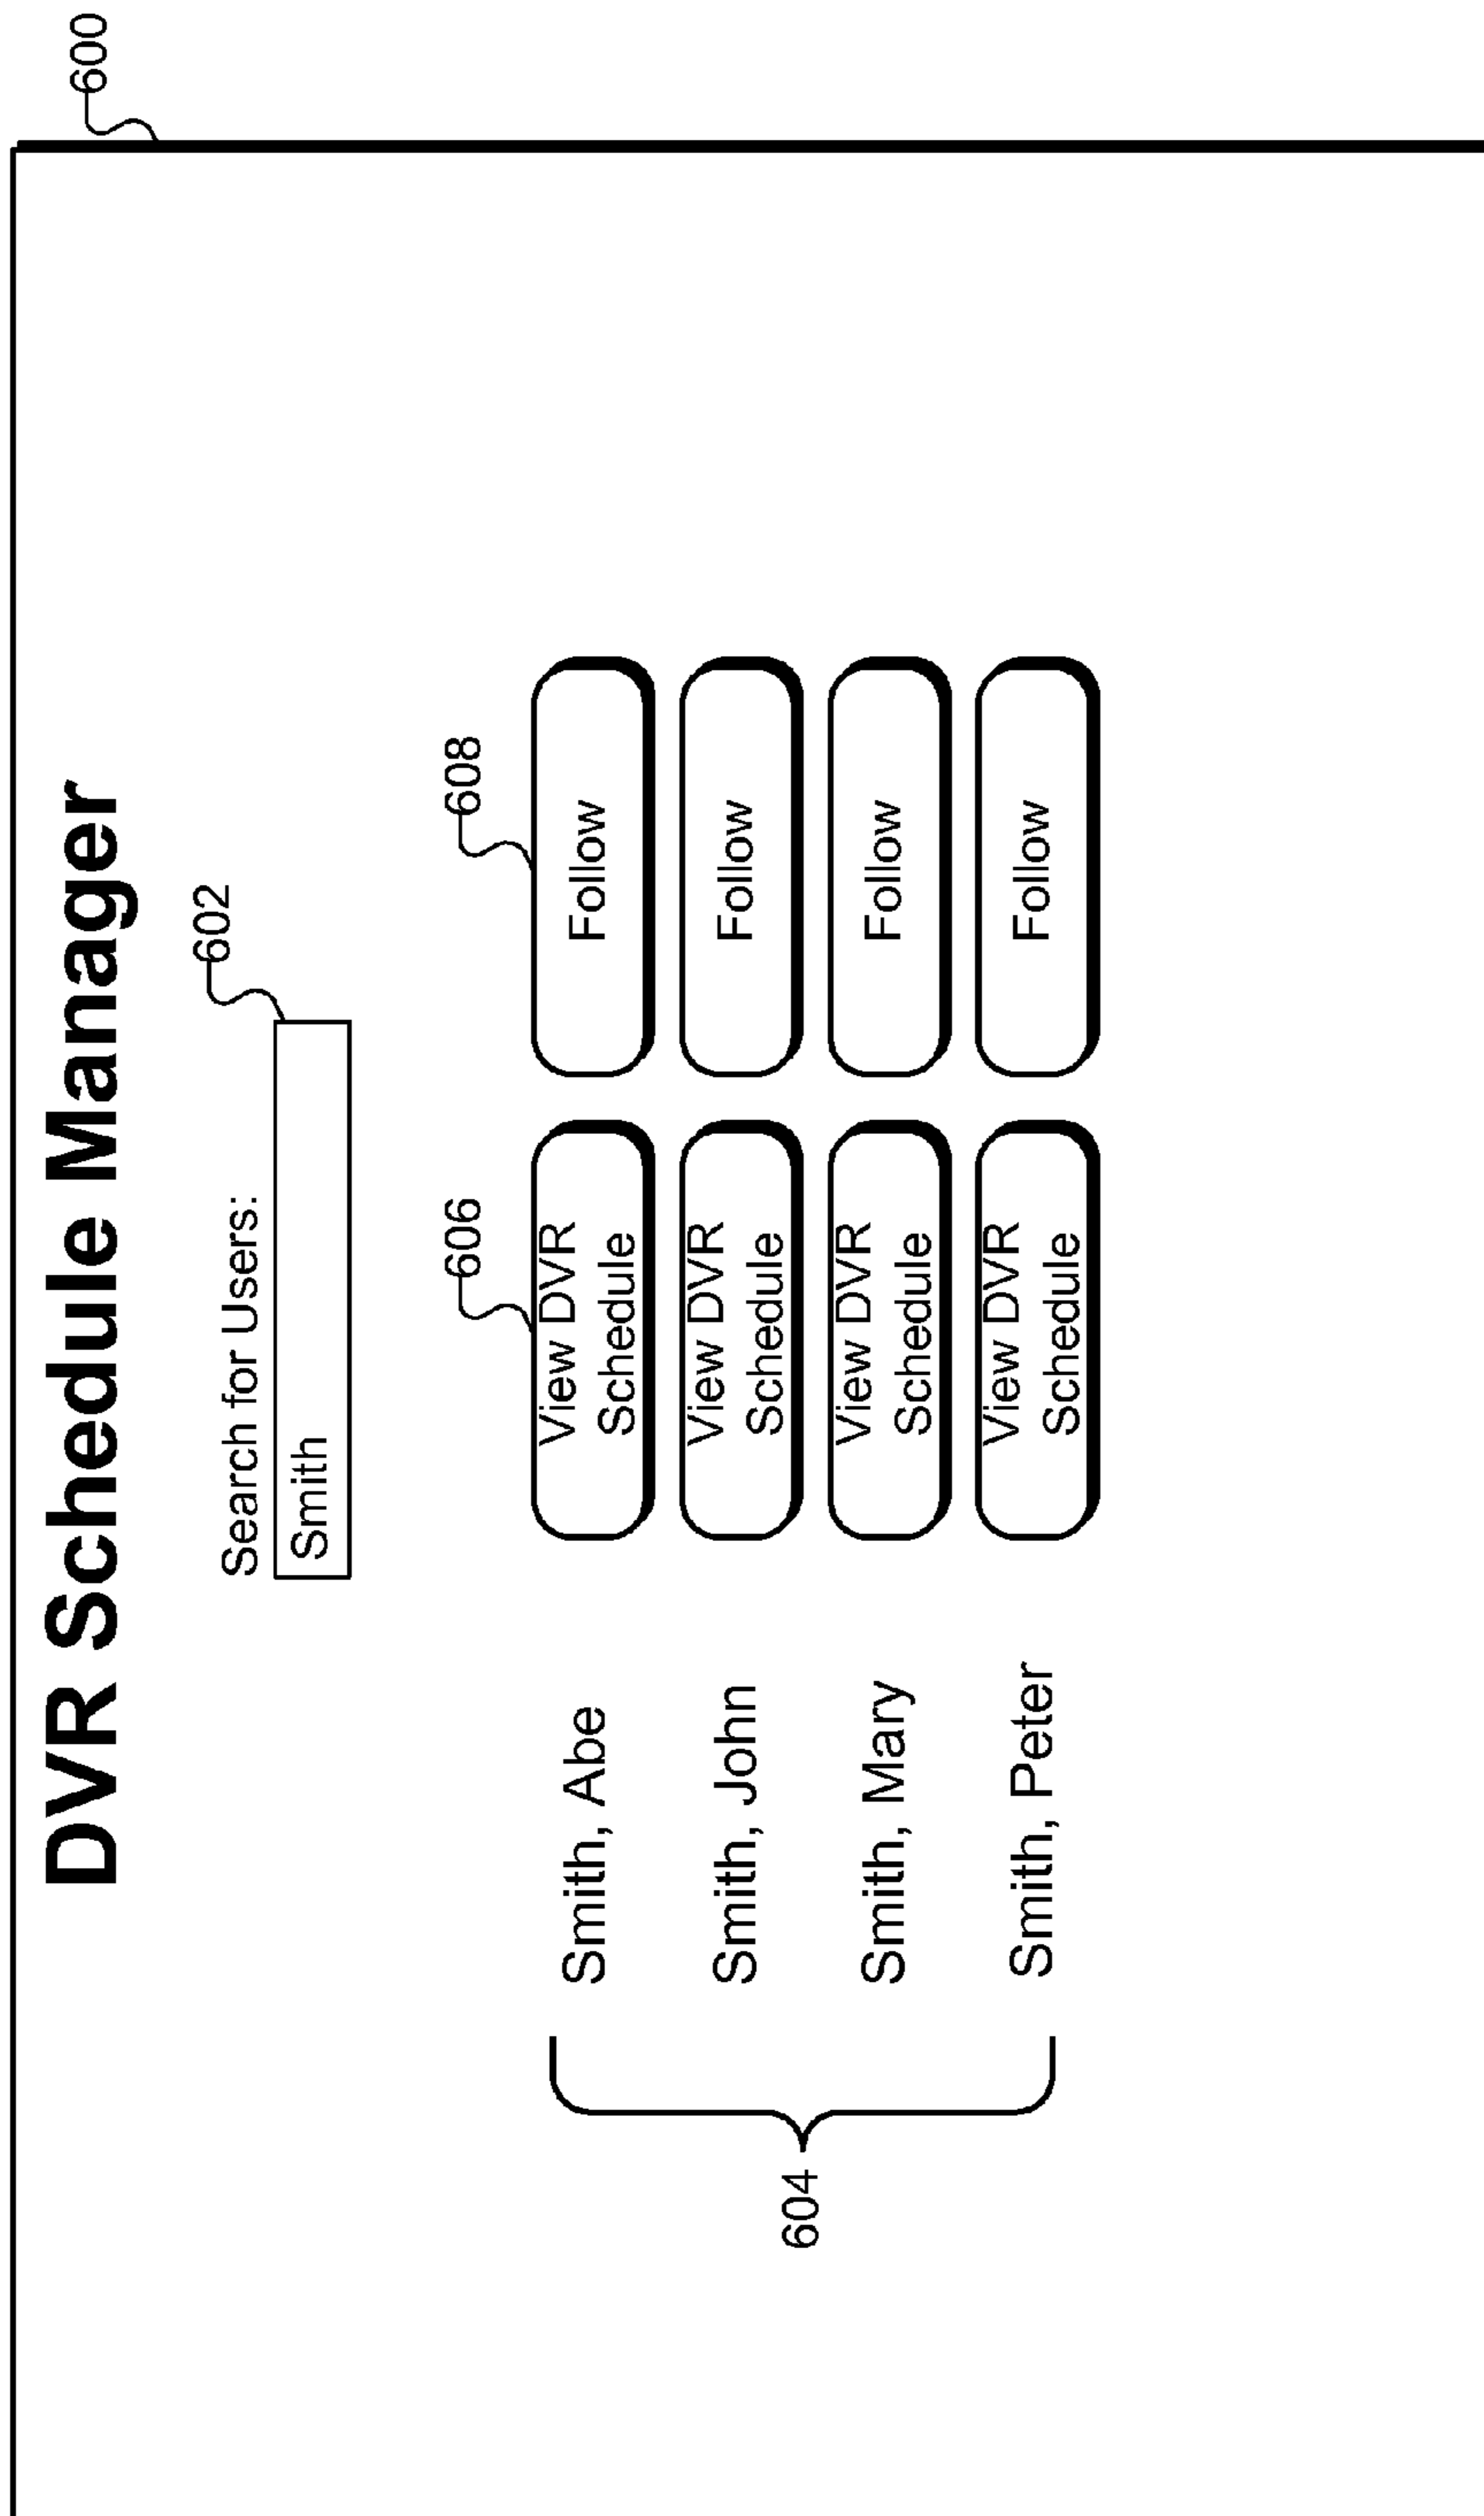 600
DVR Schedule Manager
602
Search for Users:
Smith
606
608
604
Smith, Abe
View DVR
Schedule
Follow
Smith, John
View DVR
Schedule
Follow
Smith, Mary
View DVR
Schedule
Follow
Smith, Peter
View DVR
Schedule
Follow